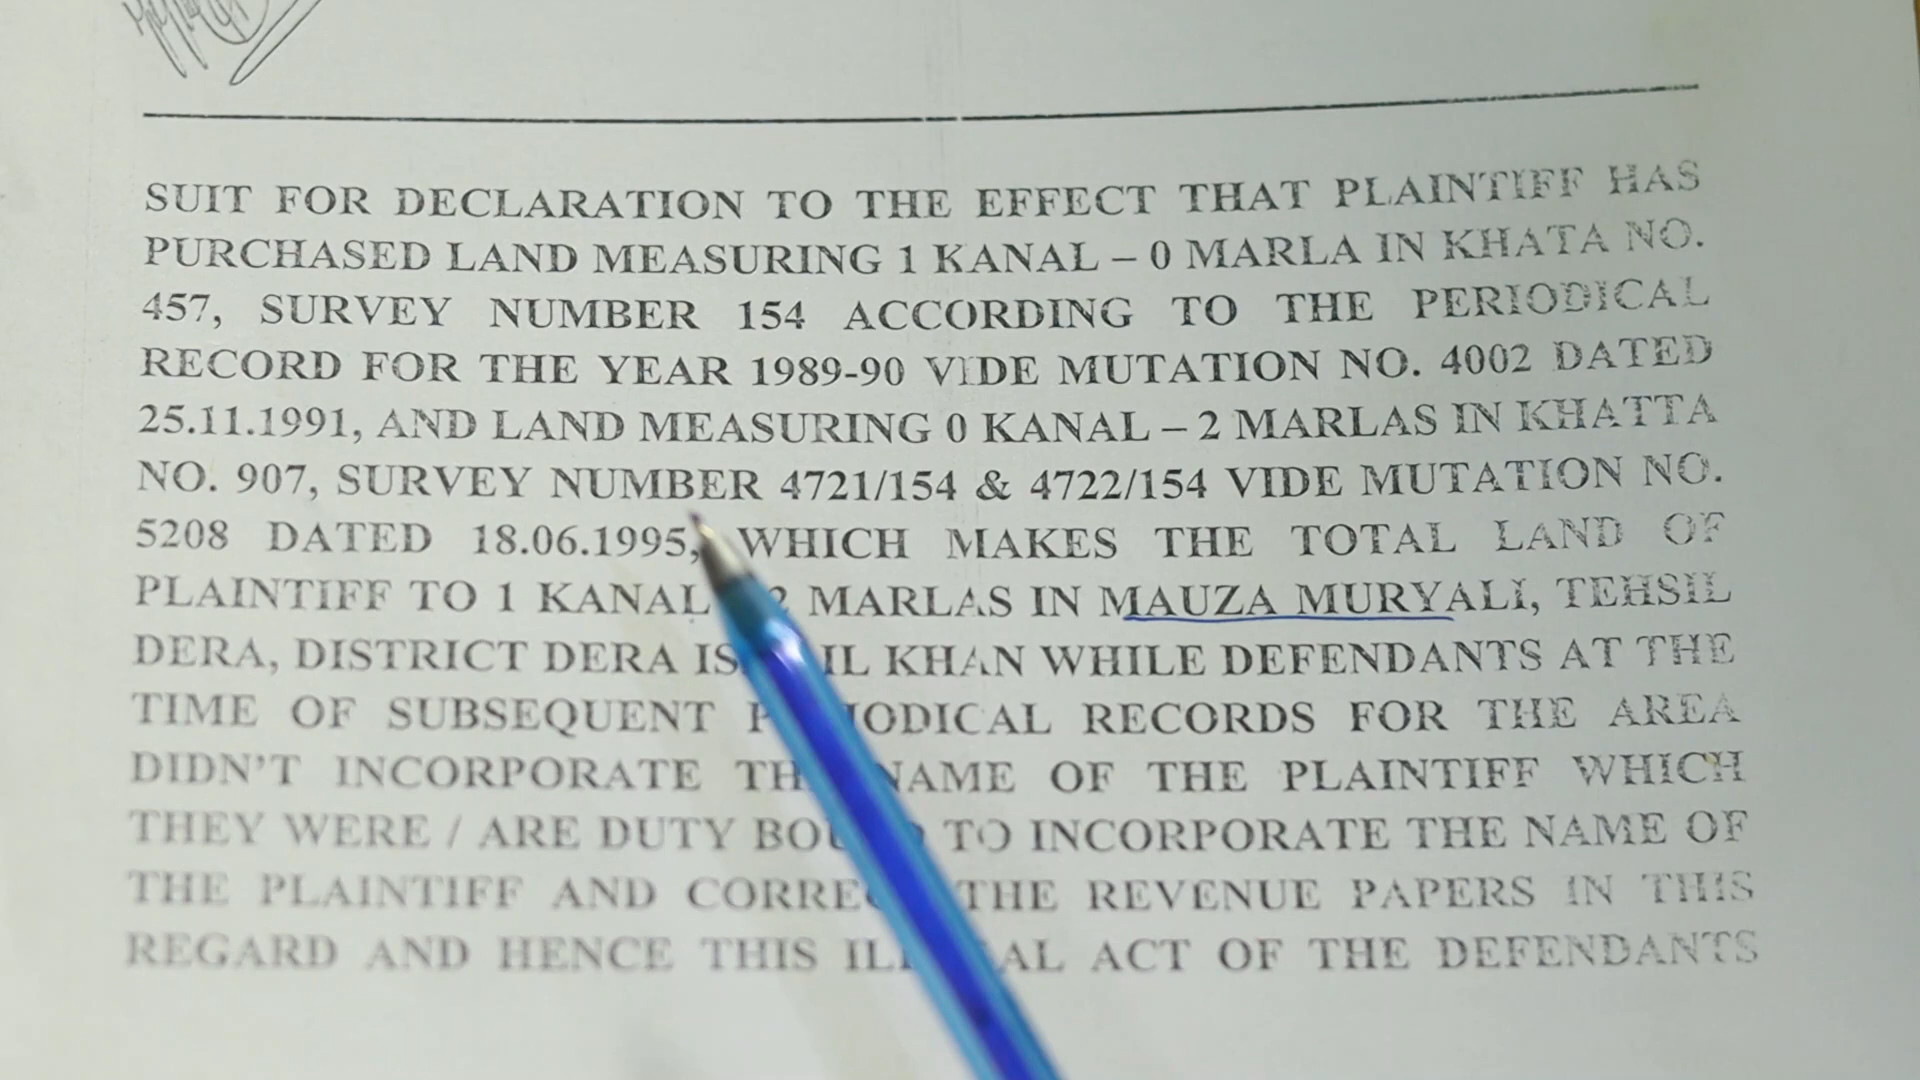 SUIT FOR DECLARATION TO THE EFFECT THAT PLAINTIFF HAS
PURCHASED LAND MEASURING 1 KANAL – 0 MARLA IN KHATA NO.
457, SURVEY NUMBER 154 ACCORDING TO THE PERIODICAL
RECORD FOR THE YEAR 1989-90 VIDE MUTATION NO. 4002 DATED
25.11.1991, AND LAND MEASURING 0 KANAL – 2 MARLAS IN KHATTA
NO. 907, SURVEY NUMBER 4721/154 & 4722/154 VIDE MUTATION NO.
5208 DATED 18.06.1995, WHICH MAKES THE TOTAL LAND OF
PLAINTIFF TO 1 KANAL 2 MARLAS IN MAUZA MURYALI, TEHSIL
DERA, DISTRICT DERA KHAN WHILE DEFENDANTS AT THE
TIME OF SUBSEQUENT RECORDS FOR THE AREA
DIDN'T INCORPORATE NAME OF THE PLAINTIFF WHICH
THEY WERE / ARE DUTY TO INCORPORATE THE NAME OF
THE PLAINTIFF AND THE REVENUE PAPERS IN THIS
REGARD AND HENCE THIS ACT OF THE DEFENDANTS